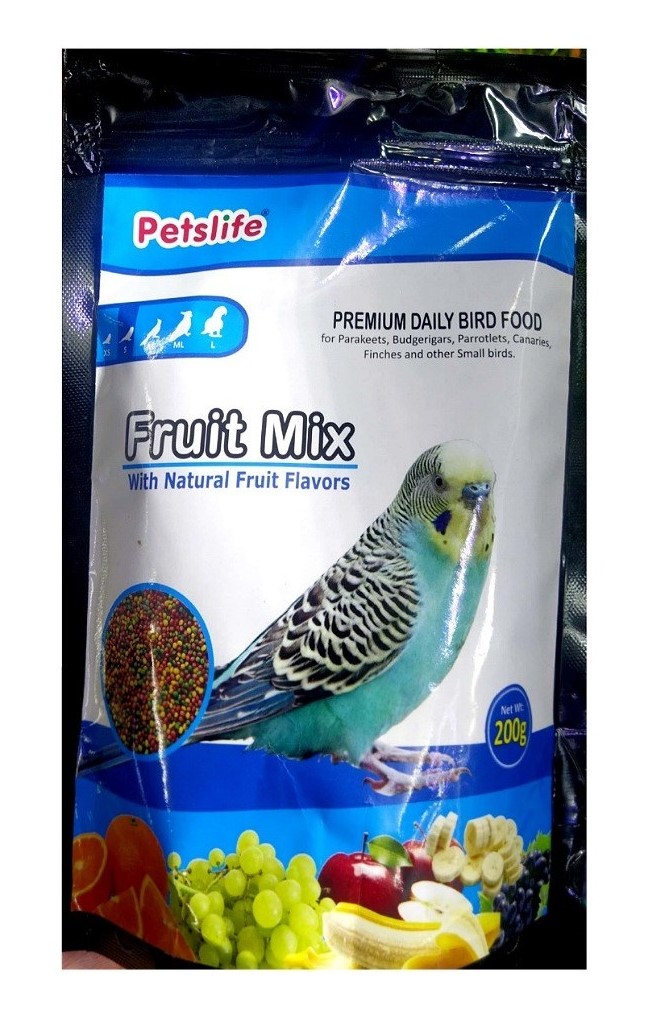 Petslife®
XS S M ML L
PREMIUM DAILY BIRD FOOD
for Parakeets, Budgerigars, Parrotlets, Canaries,
Finches and other Small birds.
Fruit Mix
With Natural Fruit Flavors
Net Wt:
200g